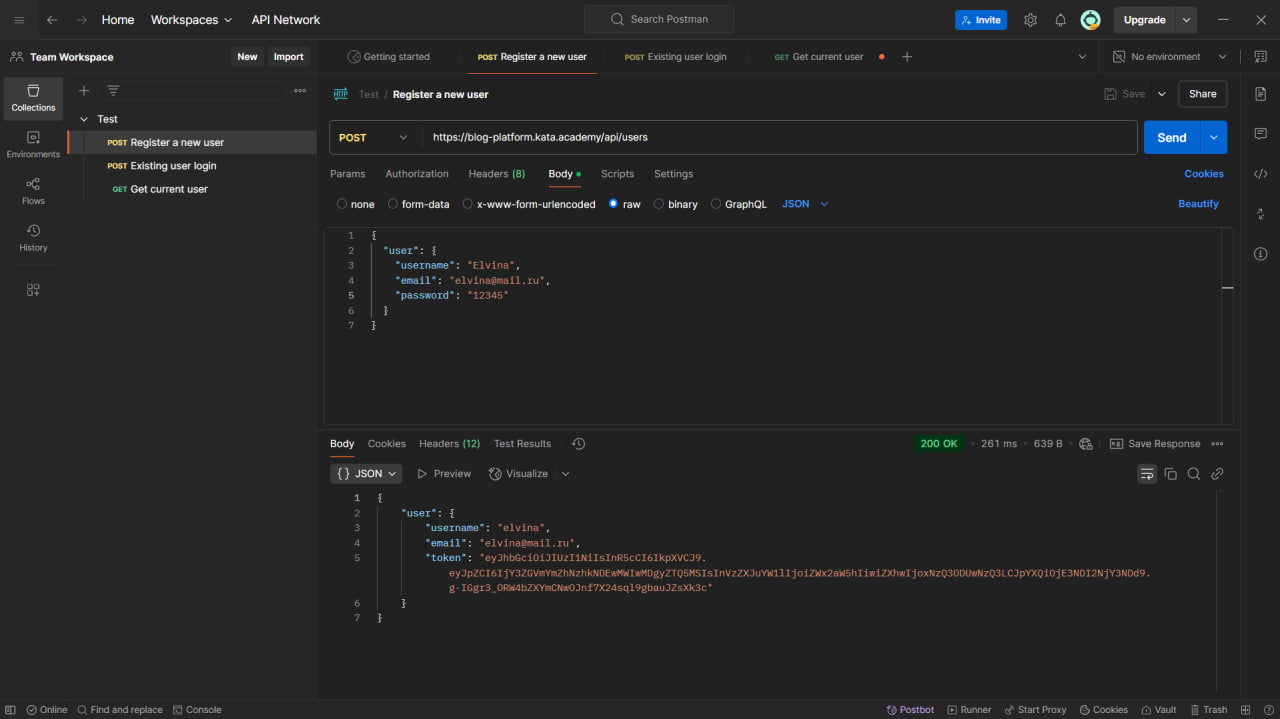 Home Workspaces API Network Search Postman Invite Upgrade
Team Workspace New Import
Getting started POST Register a new user POST Existing user login GET Get current user No environment
Collections
Environments
Flows
History
Test
POST Register a new user
POST Existing user login
GET Get current user
HTTP Test / Register a new user Save Share
POST https://blog-platform.kata.academy/api/users Send
Params Authorization Headers (8) Body Scripts Settings Cookies
none form-data x-www-form-urlencoded raw binary GraphQL JSON Beautify
1 {
2 "user": {
3 "username": "Elvina",
4 "email": "elvina@mail.ru",
5 "password": "12345"
6 }
7 }
Body Cookies Headers (12) Test Results 200 OK 261 ms 639 B Save Response
{} JSON Preview Visualize
1 {
2 "user": {
3 "username": "elvina",
4 "email": "elvina@mail.ru",
5 "token": "eyJhbGciOiJIUzI1NiIsInR5cCI6IkpXVCJ9.
eyJpZCI6IjY3ZGVmYmZhNzhkNDEwMWIwMDgyZTQ5MSIsInVzZXJuYW1lIjoiZWx2aW5hIiwiZXhwIjoxNzQ3ODUwNzQ3LCJpYXQiOjE3NDI2NjY3NDd9.
g-IGgr3_ORW4bZXYmCNwOJnf7X24sql9gbauJZsXk3c"
6 }
7 }
Online Find and replace Console Postbot Runner Start Proxy Cookies Vault Trash